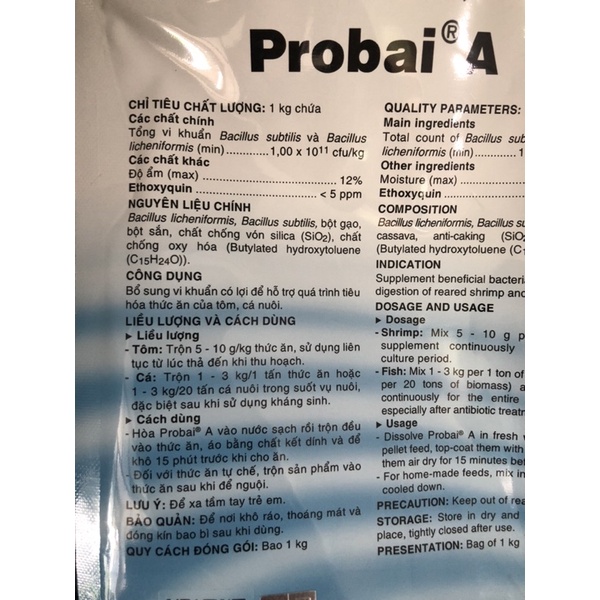 Probai® A
CHỈ TIÊU CHẤT LƯỢNG: 1 kg chứa
Các chất chính
Tổng vi khuẩn Bacillus subtilis và Bacillus
licheniformis (min).............1,00 x 10¹¹ cfu/kg
Các chất khác
Độ ẩm (max) ........................................ 12%
Ethoxyquin ..................................... < 5 ppm
NGUYÊN LIỆU CHÍNH
Bacillus licheniformis, Bacillus subtilis, bột gạo,
bột sắn, chất chống vón silica (SiO₂), chất
chống oxy hóa (Butylated hydroxytoluene
(C₁₅H₂₄O)).
CÔNG DỤNG
Bổ sung vi khuẩn có lợi để hỗ trợ quá trình tiêu
hóa thức ăn của tôm, cá nuôi.
LIỀU LƯỢNG VÀ CÁCH DÙNG
▶ Liều lượng
- Tôm: Trộn 5 - 10 g/kg thức ăn, sử dụng liên
tục từ lúc thả đến khi thu hoạch.
- Cá: Trộn 1 - 3 kg/1 tấn thức ăn hoặc
1 - 3 kg/20 tấn cá nuôi trong suốt vụ nuôi,
đặc biệt sau khi sử dụng kháng sinh.
▶ Cách dùng
- Hòa Probai® A vào nước sạch rồi trộn đều
vào thức ăn, áo bằng chất kết dính và để
khô 15 phút trước khi cho ăn.
- Đối với thức ăn tự chế, trộn sản phẩm vào
thức ăn sau khi để nguội.
LƯU Ý: Để xa tầm tay trẻ em.
BẢO QUẢN: Để nơi khô ráo, thoáng mát và
đóng kín bao bì sau khi dùng.
QUY CÁCH ĐÓNG GÓI: Bao 1 kg
QUALITY PARAMETERS:
Main ingredients
Total count of Bacillus sub
licheniformis (min)................1
Other ingredients
Moisture (max) ......................
Ethoxyquin ..........................
COMPOSITION
Bacillus licheniformis, Bacillus su
cassava, anti-caking (SiO
(Butylated hydroxytoluene (C
INDICATION
Supplement beneficial bacteri
digestion of reared shrimp and
DOSAGE AND USAGE
▶ Dosage
- Shrimp: Mix 5 - 10 g p
supplement continuously
culture period.
- Fish: Mix 1 - 3 kg per 1 ton of
per 20 tons of biomass) a
continuously for the entire
especially after antibiotic treatm
▶ Usage
- Dissolve Probai® A in fresh
pellet feed, top-coat them with
them air dry for 15 minutes be
- For home-made feeds, mix in
cooled down.
PRECAUTION: Keep out of rea
STORAGE: Store in dry and
place, tightly closed after use.
PRESENTATION: Bag of 1 kg